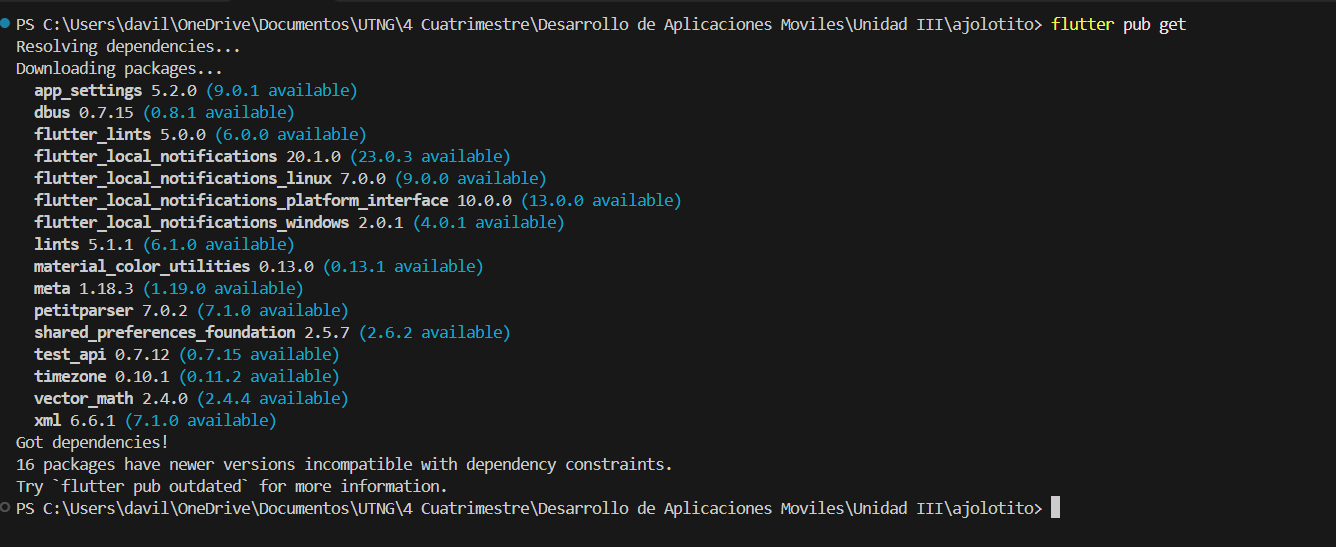 PS C:\Users\davil\OneDrive\Documentos\UTNG\4 Cuatrimestre\Desarrollo de Aplicaciones Moviles\Unidad III\ajolotito> flutter pub get
Resolving dependencies...
Downloading packages...
  app_settings 5.2.0 (9.0.1 available)
  dbus 0.7.15 (0.8.1 available)
  flutter_lints 5.0.0 (6.0.0 available)
  flutter_local_notifications 20.1.0 (23.0.3 available)
  flutter_local_notifications_linux 7.0.0 (9.0.0 available)
  flutter_local_notifications_platform_interface 10.0.0 (13.0.0 available)
  flutter_local_notifications_windows 2.0.1 (4.0.1 available)
  lints 5.1.1 (6.1.0 available)
  material_color_utilities 0.13.0 (0.13.1 available)
  meta 1.18.3 (1.19.0 available)
  petitparser 7.0.2 (7.1.0 available)
  shared_preferences_foundation 2.5.7 (2.6.2 available)
  test_api 0.7.12 (0.7.15 available)
  timezone 0.10.1 (0.11.2 available)
  vector_math 2.4.0 (2.4.4 available)
  xml 6.6.1 (7.1.0 available)
Got dependencies!
16 packages have newer versions incompatible with dependency constraints.
Try `flutter pub outdated` for more information.
PS C:\Users\davil\OneDrive\Documentos\UTNG\4 Cuatrimestre\Desarrollo de Aplicaciones Moviles\Unidad III\ajolotito>